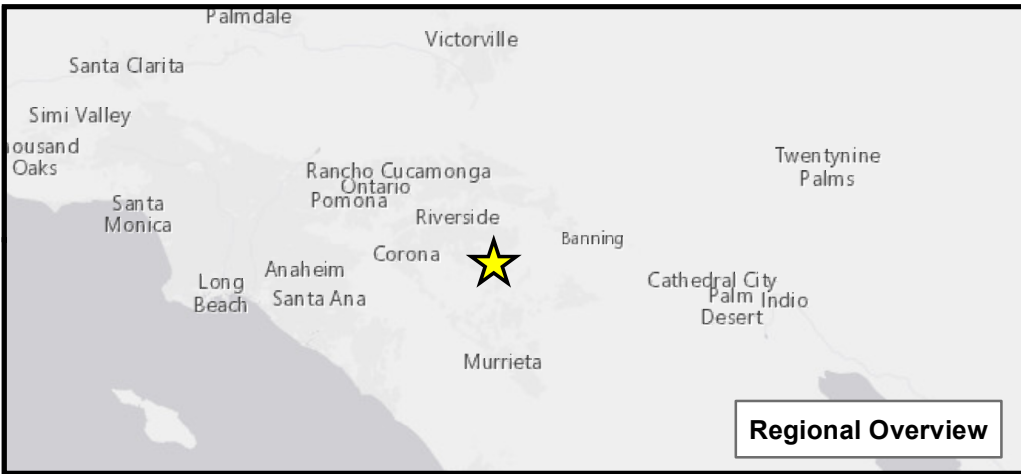 Palmdale
Victorville
Santa Clarita
Simi Valley
housand
Oaks
Twentynine
Palms
Rancho Cucamonga
Ontario
Pomona
Santa
Monica
Riverside
Banning
Corona
Anaheim
Long
Beach
Santa Ana
Cathedral City
Palm
Desert
Indio
Murrieta
Regional Overview